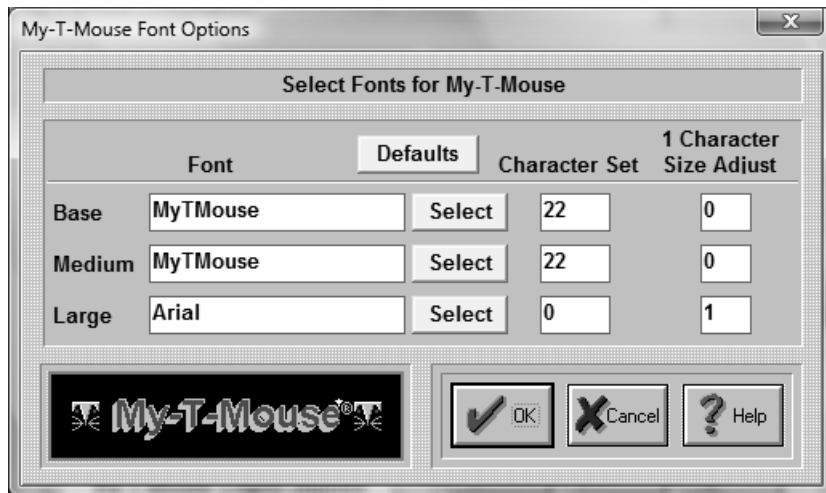 My-T-Mouse Font Options
X
Select Fonts for My-T-Mouse
Font Defaults Character Set 1 Character Size Adjust
Base MyTMouse Select 22 0
Medium MyTMouse Select 22 0
Large Arial Select 0 1
My-T-Mouse® OK Cancel Help